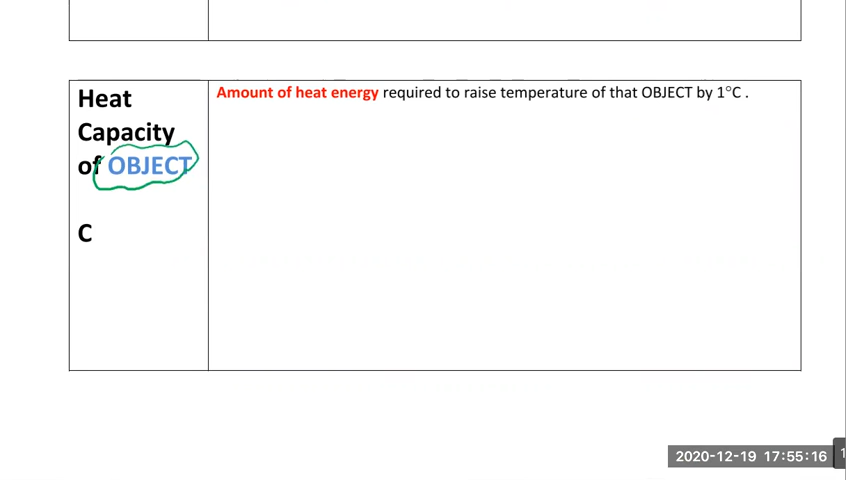 Heat
Capacity
of OBJECT
C
Amount of heat energy required to raise temperature of that OBJECT by 1°C .
2020-12-19 17:55:16
1